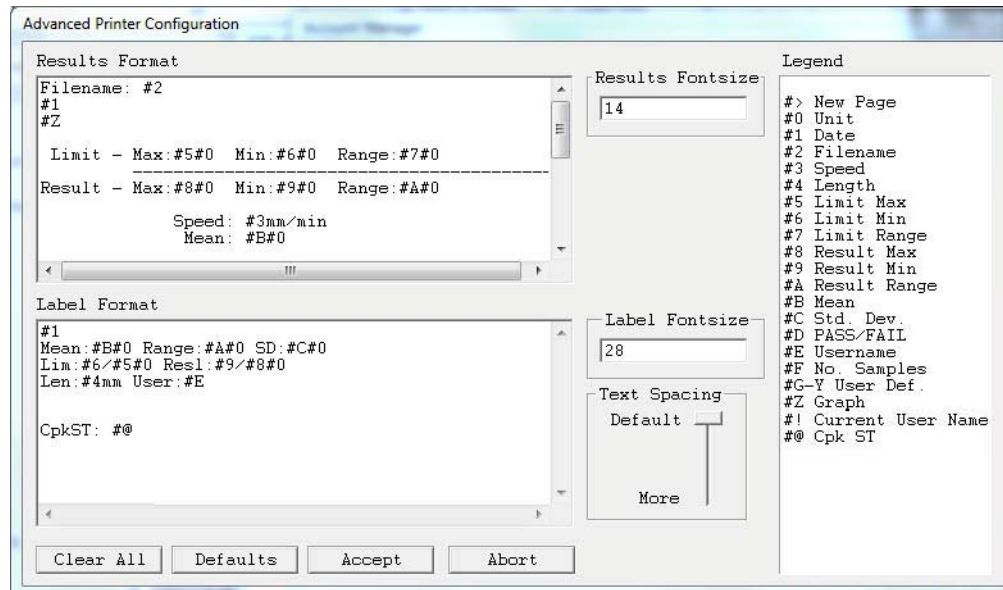 Advanced Printer Configuration
Account Manager
Results Format
Filename: #2
#1
#Z
Limit - Max:#5#0 Min:#6#0 Range:#7#0
------------------------------------------------
Result - Max:#8#0 Min:#9#0 Range:#A#0
Speed: #3mm/min
Mean: #B#0
Results Fontsize
14
Label Format
#1
Mean:#B#0 Range:#A#0 SD:#C#0
Lim:#6/#5#0 Resl:#9/#8#0
Len:#4mm User:#E
CpkST: #@
Label Fontsize
28
Text Spacing
Default
More
Legend
#> New Page
#0 Unit
#1 Date
#2 Filename
#3 Speed
#4 Length
#5 Limit Max
#6 Limit Min
#7 Limit Range
#8 Result Max
#9 Result Min
#A Result Range
#B Mean
#C Std. Dev.
#D PASS/FAIL
#E Username
#F No. Samples
#G-Y User Def.
#Z Graph
#! Current User Name
#@ Cpk ST
Clear All Defaults Accept Abort